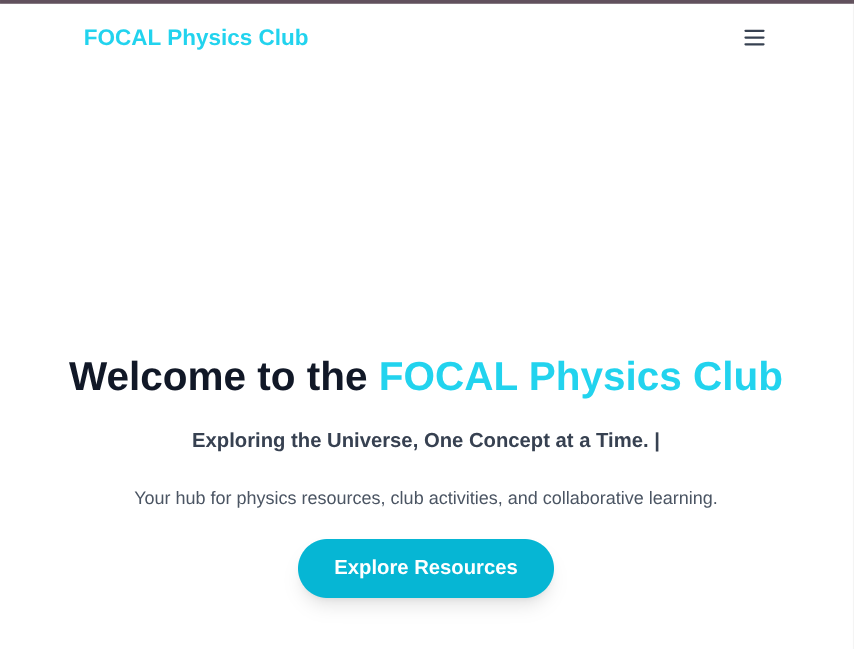 FOCAL Physics Club
Welcome to the FOCAL Physics Club
Exploring the Universe, One Concept at a Time. |
Your hub for physics resources, club activities, and collaborative learning.
Explore Resources